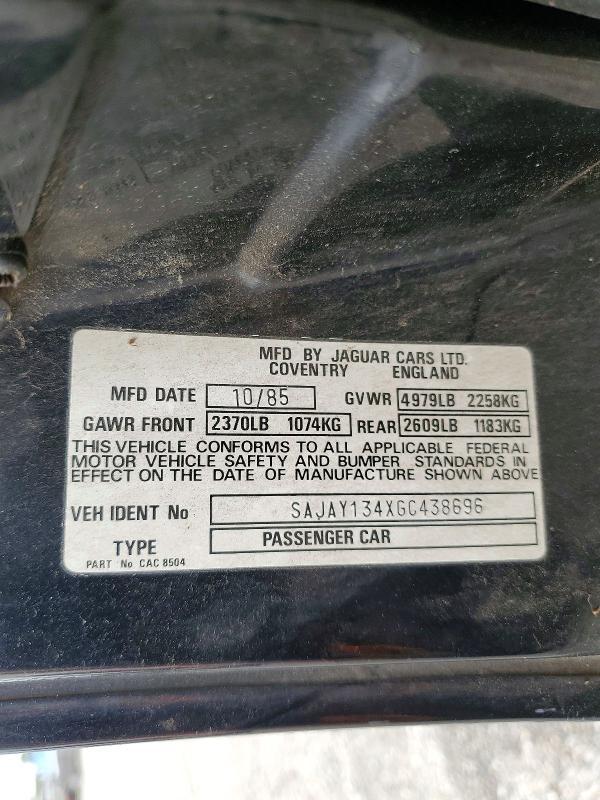 MFD BY JAGUAR CARS LTD.
COVENTRY ENGLAND
MFD DATE 10/85 GVWR 4979LB 2258KG
GAWR FRONT 2370LB 1074KG REAR 2609LB 1183KG
THIS VEHICLE CONFORMS TO ALL APPLICABLE FEDERAL
MOTOR VEHICLE SAFETY AND BUMPER STANDARDS IN
EFFECT ON THE DATE OF MANUFACTURE SHOWN ABOVE
VEH IDENT No SAJAY134XGC438696
TYPE PASSENGER CAR
PART No CAC 8504